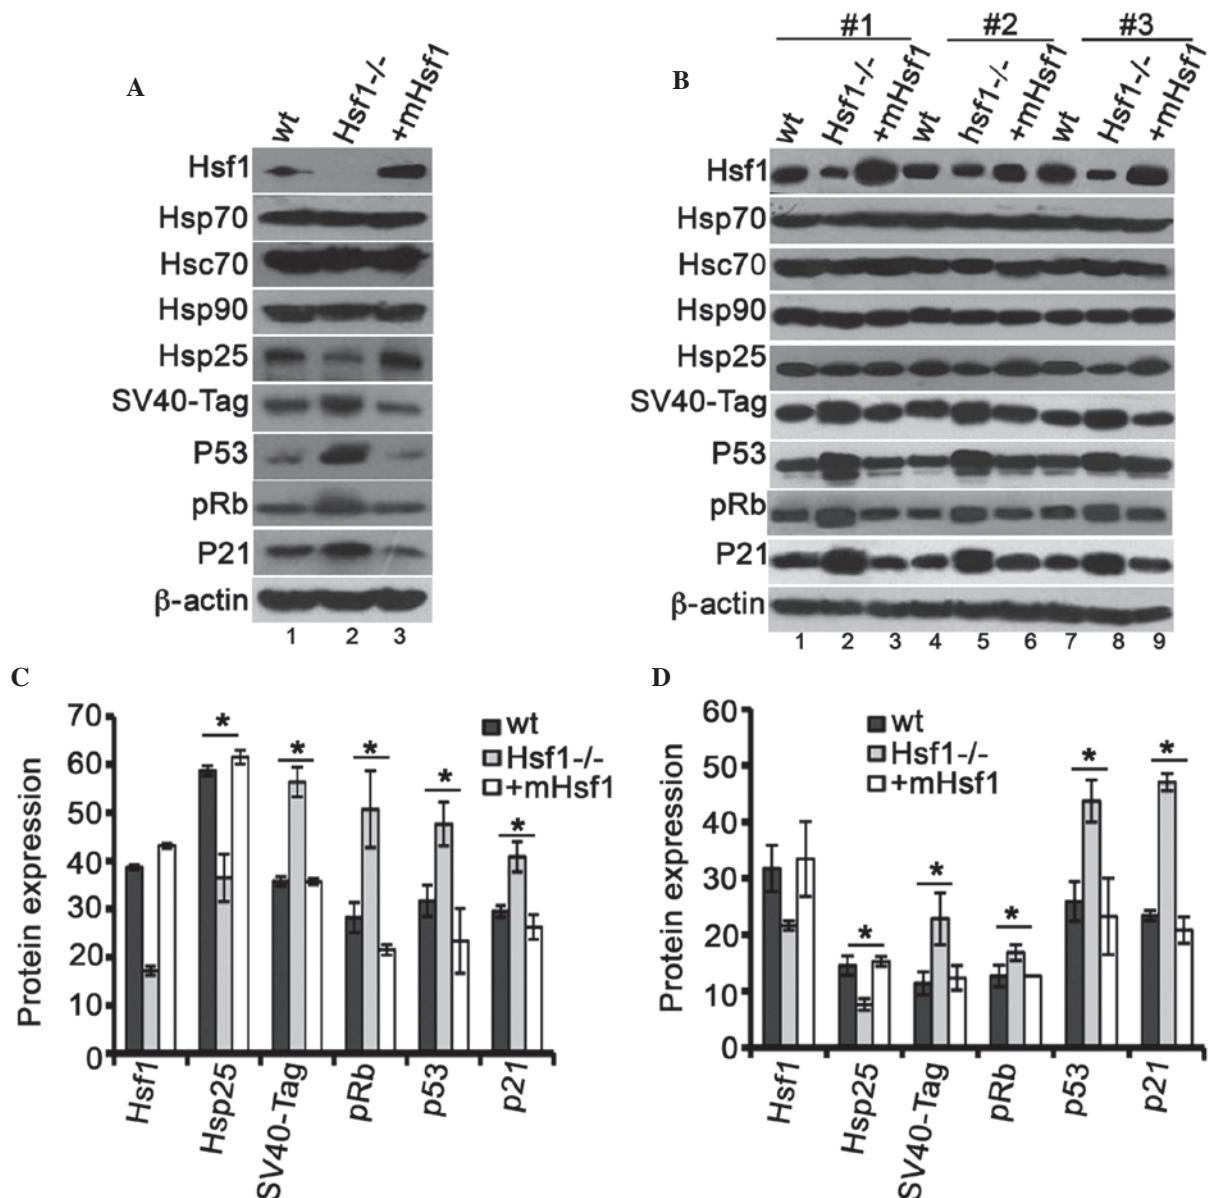 A
wt
Hsf1-/-
+mHsf1
Hsf1
Hsp70
Hsc70
Hsp90
Hsp25
SV40-Tag
P53
pRb
P21
β-actin
1 2 3
B
#1 #2 #3
wt
Hsf1-/-
+mHsf1
wt
hsf1-/-
+mHsf1
wt
Hsf1-/-
+mHsf1
Hsf1
Hsp70
Hsc70
Hsp90
Hsp25
SV40-Tag
P53
pRb
P21
β-actin
1 2 3 4 5 6 7 8 9
C
Protein expression
70
60
50
40
30
20
10
0
wt
Hsf1-/-
+mHsf1
* * * * * *
Hsf1
Hsp25
SV40-Tag
pRb
p53
p21
D
Protein expression
60
50
40
30
20
10
0
wt
Hsf1-/-
+mHsf1
* * * * *
Hsf1
Hsp25
SV40-Tag
pRb
p53
p21